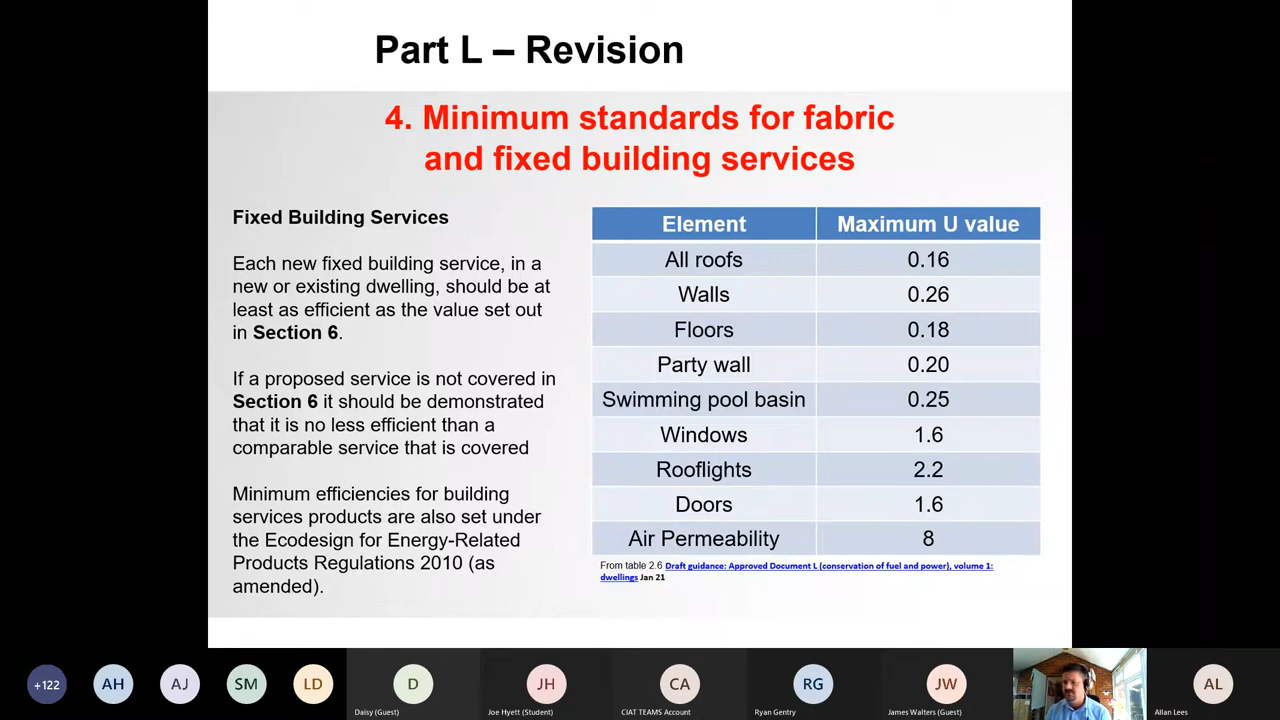 Part L – Revision
4. Minimum standards for fabric
and fixed building services
Fixed Building Services
Each new fixed building service, in a
new or existing dwelling, should be at
least as efficient as the value set out
in Section 6.
If a proposed service is not covered in
Section 6 it should be demonstrated
that it is no less efficient than a
comparable service that is covered
Minimum efficiencies for building
services products are also set under
the Ecodesign for Energy-Related
Products Regulations 2010 (as
amended).
Element Maximum U value
All roofs 0.16
Walls 0.26
Floors 0.18
Party wall 0.20
Swimming pool basin 0.25
Windows 1.6
Rooflights 2.2
Doors 1.6
Air Permeability 8
From table 2.6 Draft guidance: Approved Document L (conservation of fuel and power), volume 1:
dwellings Jan 21
+122 AH AJ SM LD D JH CA RG JW AL
Daisy (Guest) Joe Hyett (Student) CIAT TEAMS Account Ryan Gentry James Walters (Guest) Allan Lees